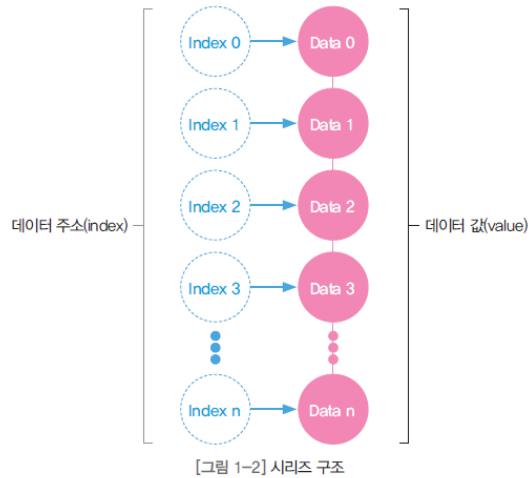 Index 0 Data 0
Index 1 Data 1
Index 2 Data 2
데이터 주소(index) 데이터 값(value)
Index 3 Data 3
Index n Data n
[그림 1-2] 시리즈 구조